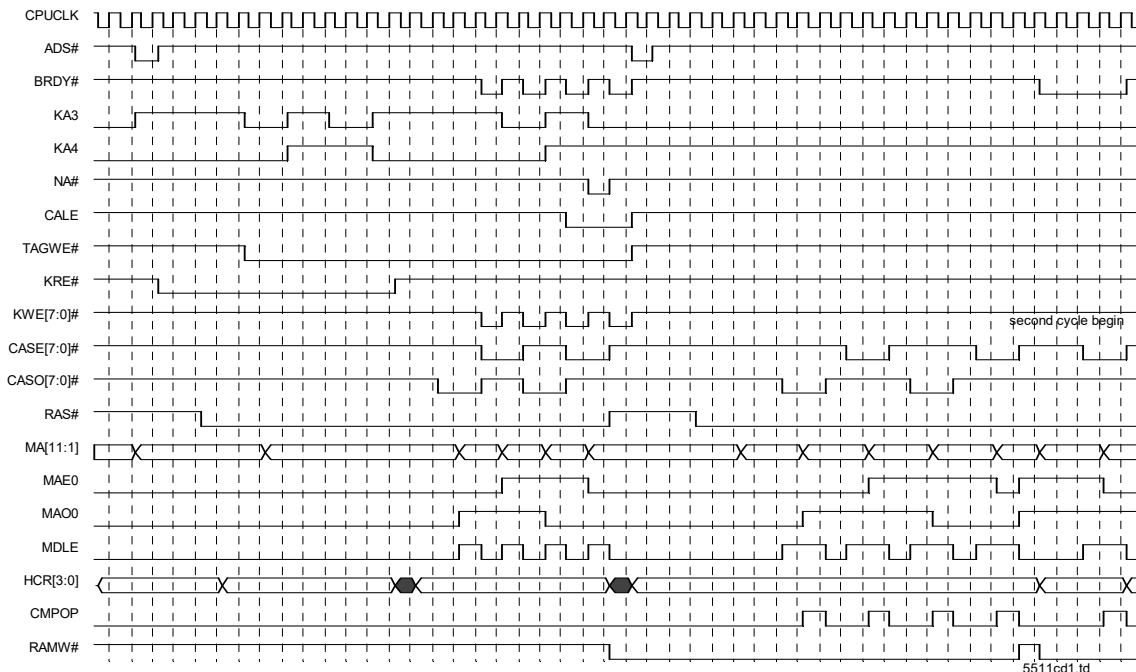 CPUCLK
ADS#
BRDY#
KA3
KA4
NA#
CALE
TAGWE#
KRE#
KWE[7:0]#
second cycle begin
CASE[7:0]#
CASO[7:0]#
RAS#
MA[11:1]
MAE0
MAO0
MDLE
HCR[3:0]
CMPOP
RAMW#
5511cd1.td